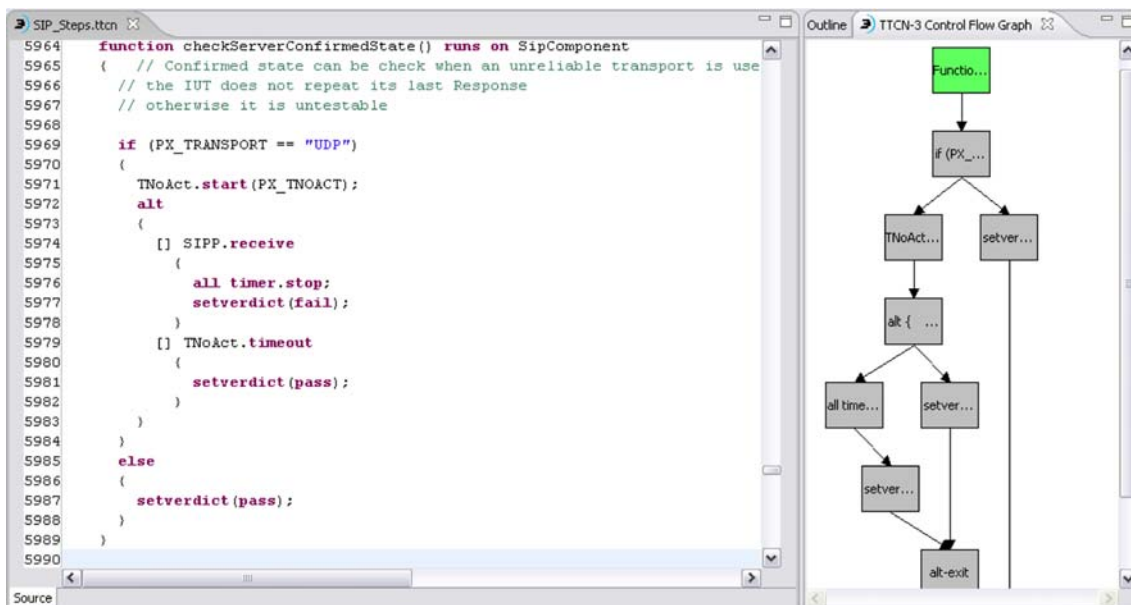 SIP_Steps.ttcn
5964 function checkServerConfirmedState() runs on SipComponent
5965 { // Confirmed state can be check when an unreliable transport is use
5966 // the IUT does not repeat its last Response
5967 // otherwise it is untestable
5968
5969 if (PX_TRANSPORT == "UDP")
5970 {
5971 TNoAct.start(PX_TNOACT);
5972 alt
5973 {
5974 [] SIPP.receive
5975 {
5976 all timer.stop;
5977 setverdict(fail);
5978 }
5979 [] TNoAct.timeout
5980 {
5981 setverdict(pass);
5982 }
5983 }
5984 }
5985 else
5986 {
5987 setverdict(pass);
5988 }
5989 }
5990
Source
Outline TTCN-3 Control Flow Graph
Functio...
if (PX_...
TNoAct... setver...
alt { ...
all time... setver...
setver...
alt-exit